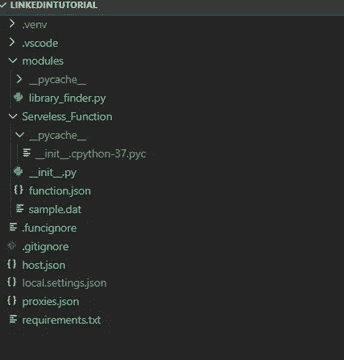 LINKEDINTUTORIAL
.venv
.vscode
modules
__pycache__
library_finder.py
Serveless_Function
__pycache__
__init__.cpython-37.pyc
__init__.py
function.json
sample.dat
.funcignore
.gitignore
host.json
local.settings.json
proxies.json
requirements.txt